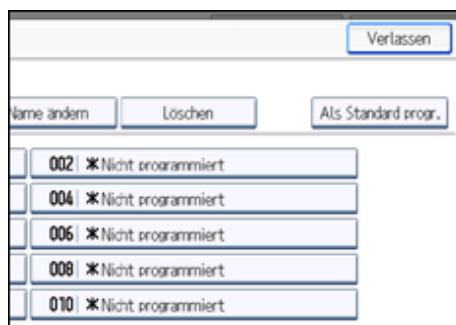 Verlassen
Name ändern Löschen Als Standard progr.
002 ✱Nicht programmiert
004 ✱Nicht programmiert
006 ✱Nicht programmiert
008 ✱Nicht programmiert
010 ✱Nicht programmiert